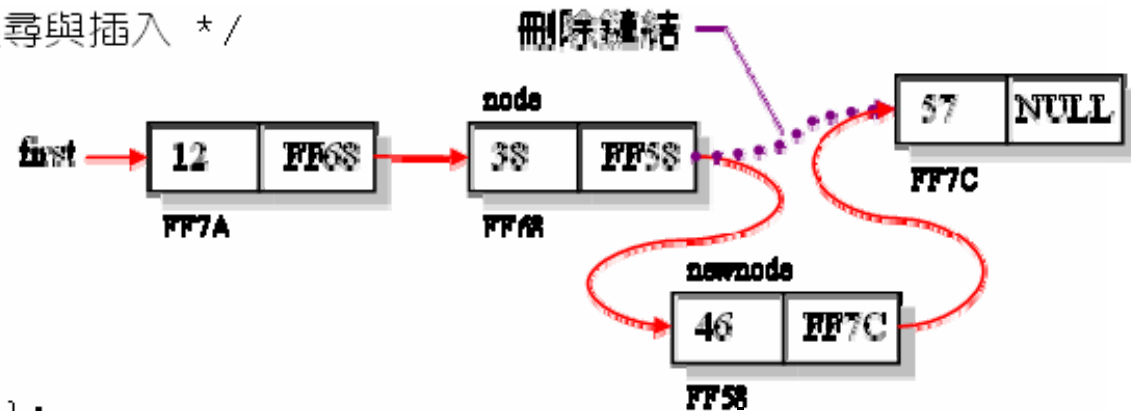 尋與插入 */
刪除鏈結
node
57 NULL
first
12 FF68
38 FF58
FF7C
FF7A
FF68
newnode
46 FF7C
FF58
};